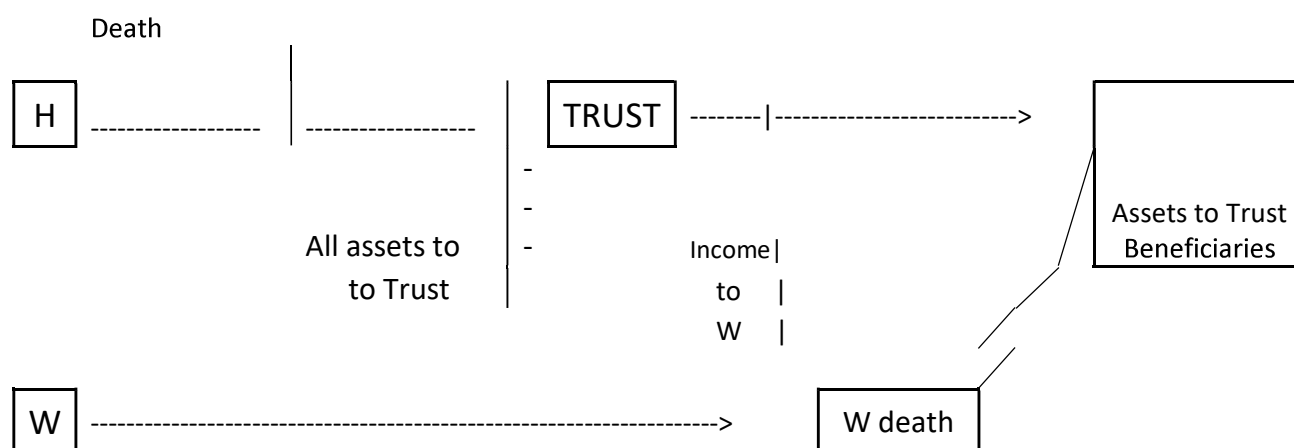 Death
H ------------------- ------------------- TRUST --------|--------------------------->
-
-
All assets to -
to Trust
Income|
to |
W |
Assets to Trust
Beneficiaries
W ----------------------------------------------------------------------> W death